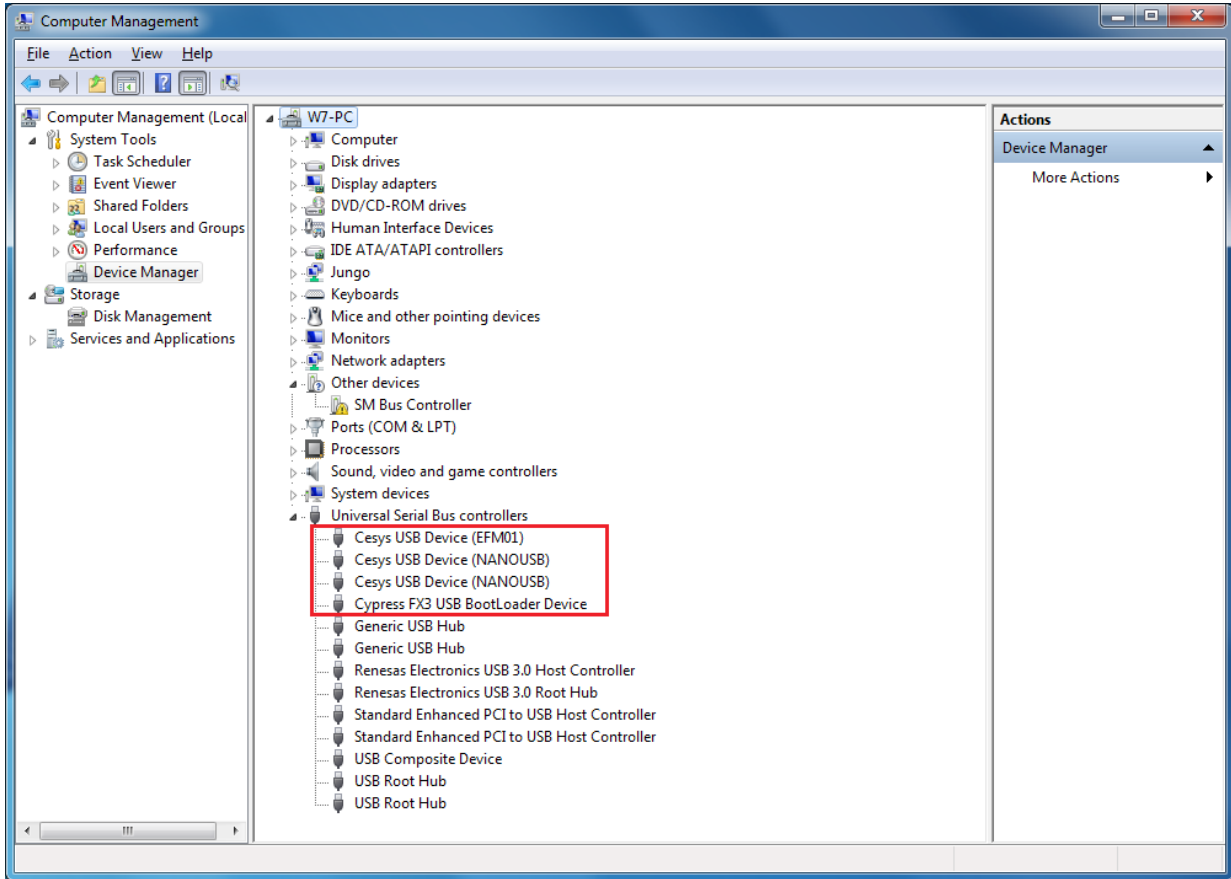 Computer Management
File Action View Help
Computer Management (Local
System Tools
Task Scheduler
Event Viewer
Shared Folders
Local Users and Groups
Performance
Device Manager
Storage
Disk Management
Services and Applications
W7-PC
Computer
Disk drives
Display adapters
DVD/CD-ROM drives
Human Interface Devices
IDE ATA/ATAPI controllers
Jungo
Keyboards
Mice and other pointing devices
Monitors
Network adapters
Other devices
SM Bus Controller
Ports (COM & LPT)
Processors
Sound, video and game controllers
System devices
Universal Serial Bus controllers
Cesys USB Device (EFM01)
Cesys USB Device (NANOUSB)
Cesys USB Device (NANOUSB)
Cypress FX3 USB BootLoader Device
Generic USB Hub
Generic USB Hub
Renesas Electronics USB 3.0 Host Controller
Renesas Electronics USB 3.0 Root Hub
Standard Enhanced PCI to USB Host Controller
Standard Enhanced PCI to USB Host Controller
USB Composite Device
USB Root Hub
USB Root Hub
Actions
Device Manager
More Actions